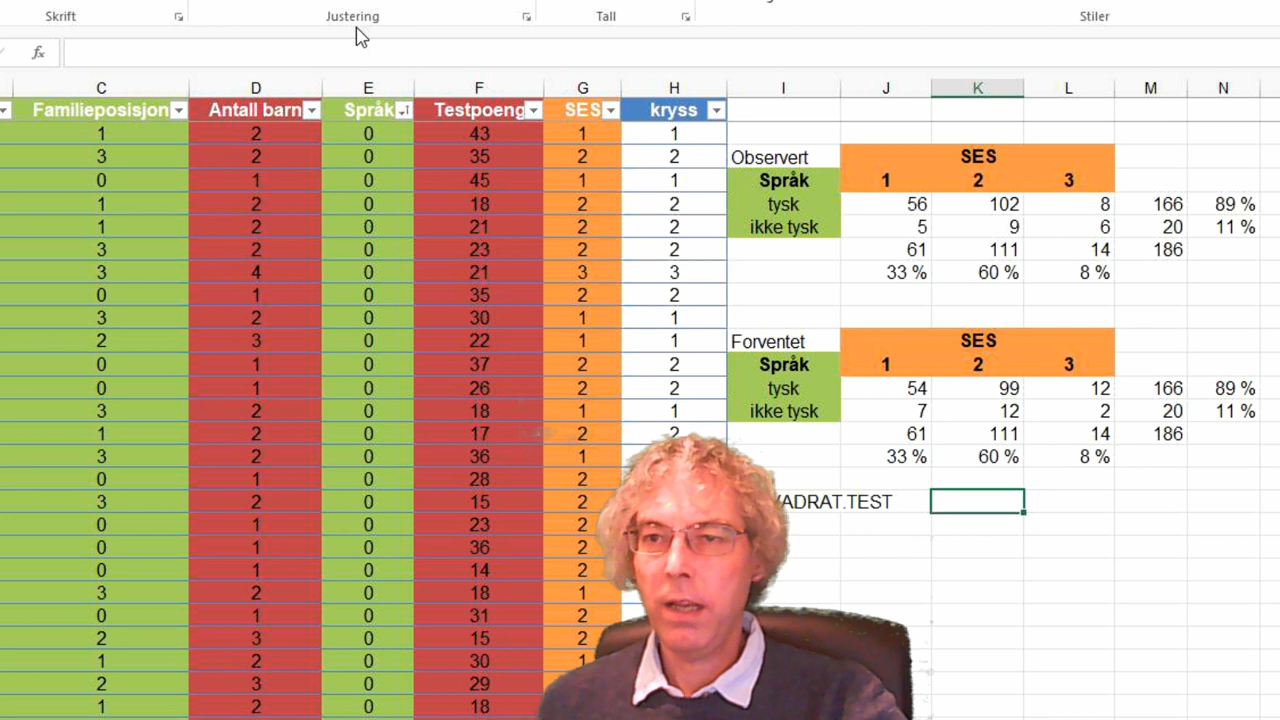 Skrift Justering Tall Stiler
fx
C D E F G H I J K L M N
Familieposisjon Antall barn Språk Testpoeng SES kryss
1 2 0 43 1 1
3 2 0 35 2 2 Observert SES
0 1 0 45 1 1 Språk 1 2 3
1 2 0 18 2 2 tysk 56 102 8 166 89 %
1 2 0 21 2 2 ikke tysk 5 9 6 20 11 %
3 2 0 23 2 2 61 111 14 186
3 4 0 21 3 3 33 % 60 % 8 %
0 1 0 35 2 2
3 2 0 30 1 1
2 3 0 22 1 1 Forventet SES
0 1 0 37 2 2 Språk 1 2 3
0 1 0 26 2 2 tysk 54 99 12 166 89 %
3 2 0 18 1 1 ikke tysk 7 12 2 20 11 %
1 2 0 17 2 2 61 111 14 186
3 2 0 36 1 33 % 60 % 8 %
0 1 0 28 2
3 2 0 15 2 VADRAT.TEST
0 1 0 23 2
0 1 0 36 2
0 1 0 14 2
3 2 0 18 1
0 1 0 31 2
2 3 0 15 2
1 2 0 30 1
2 3 0 29
1 2 0 18